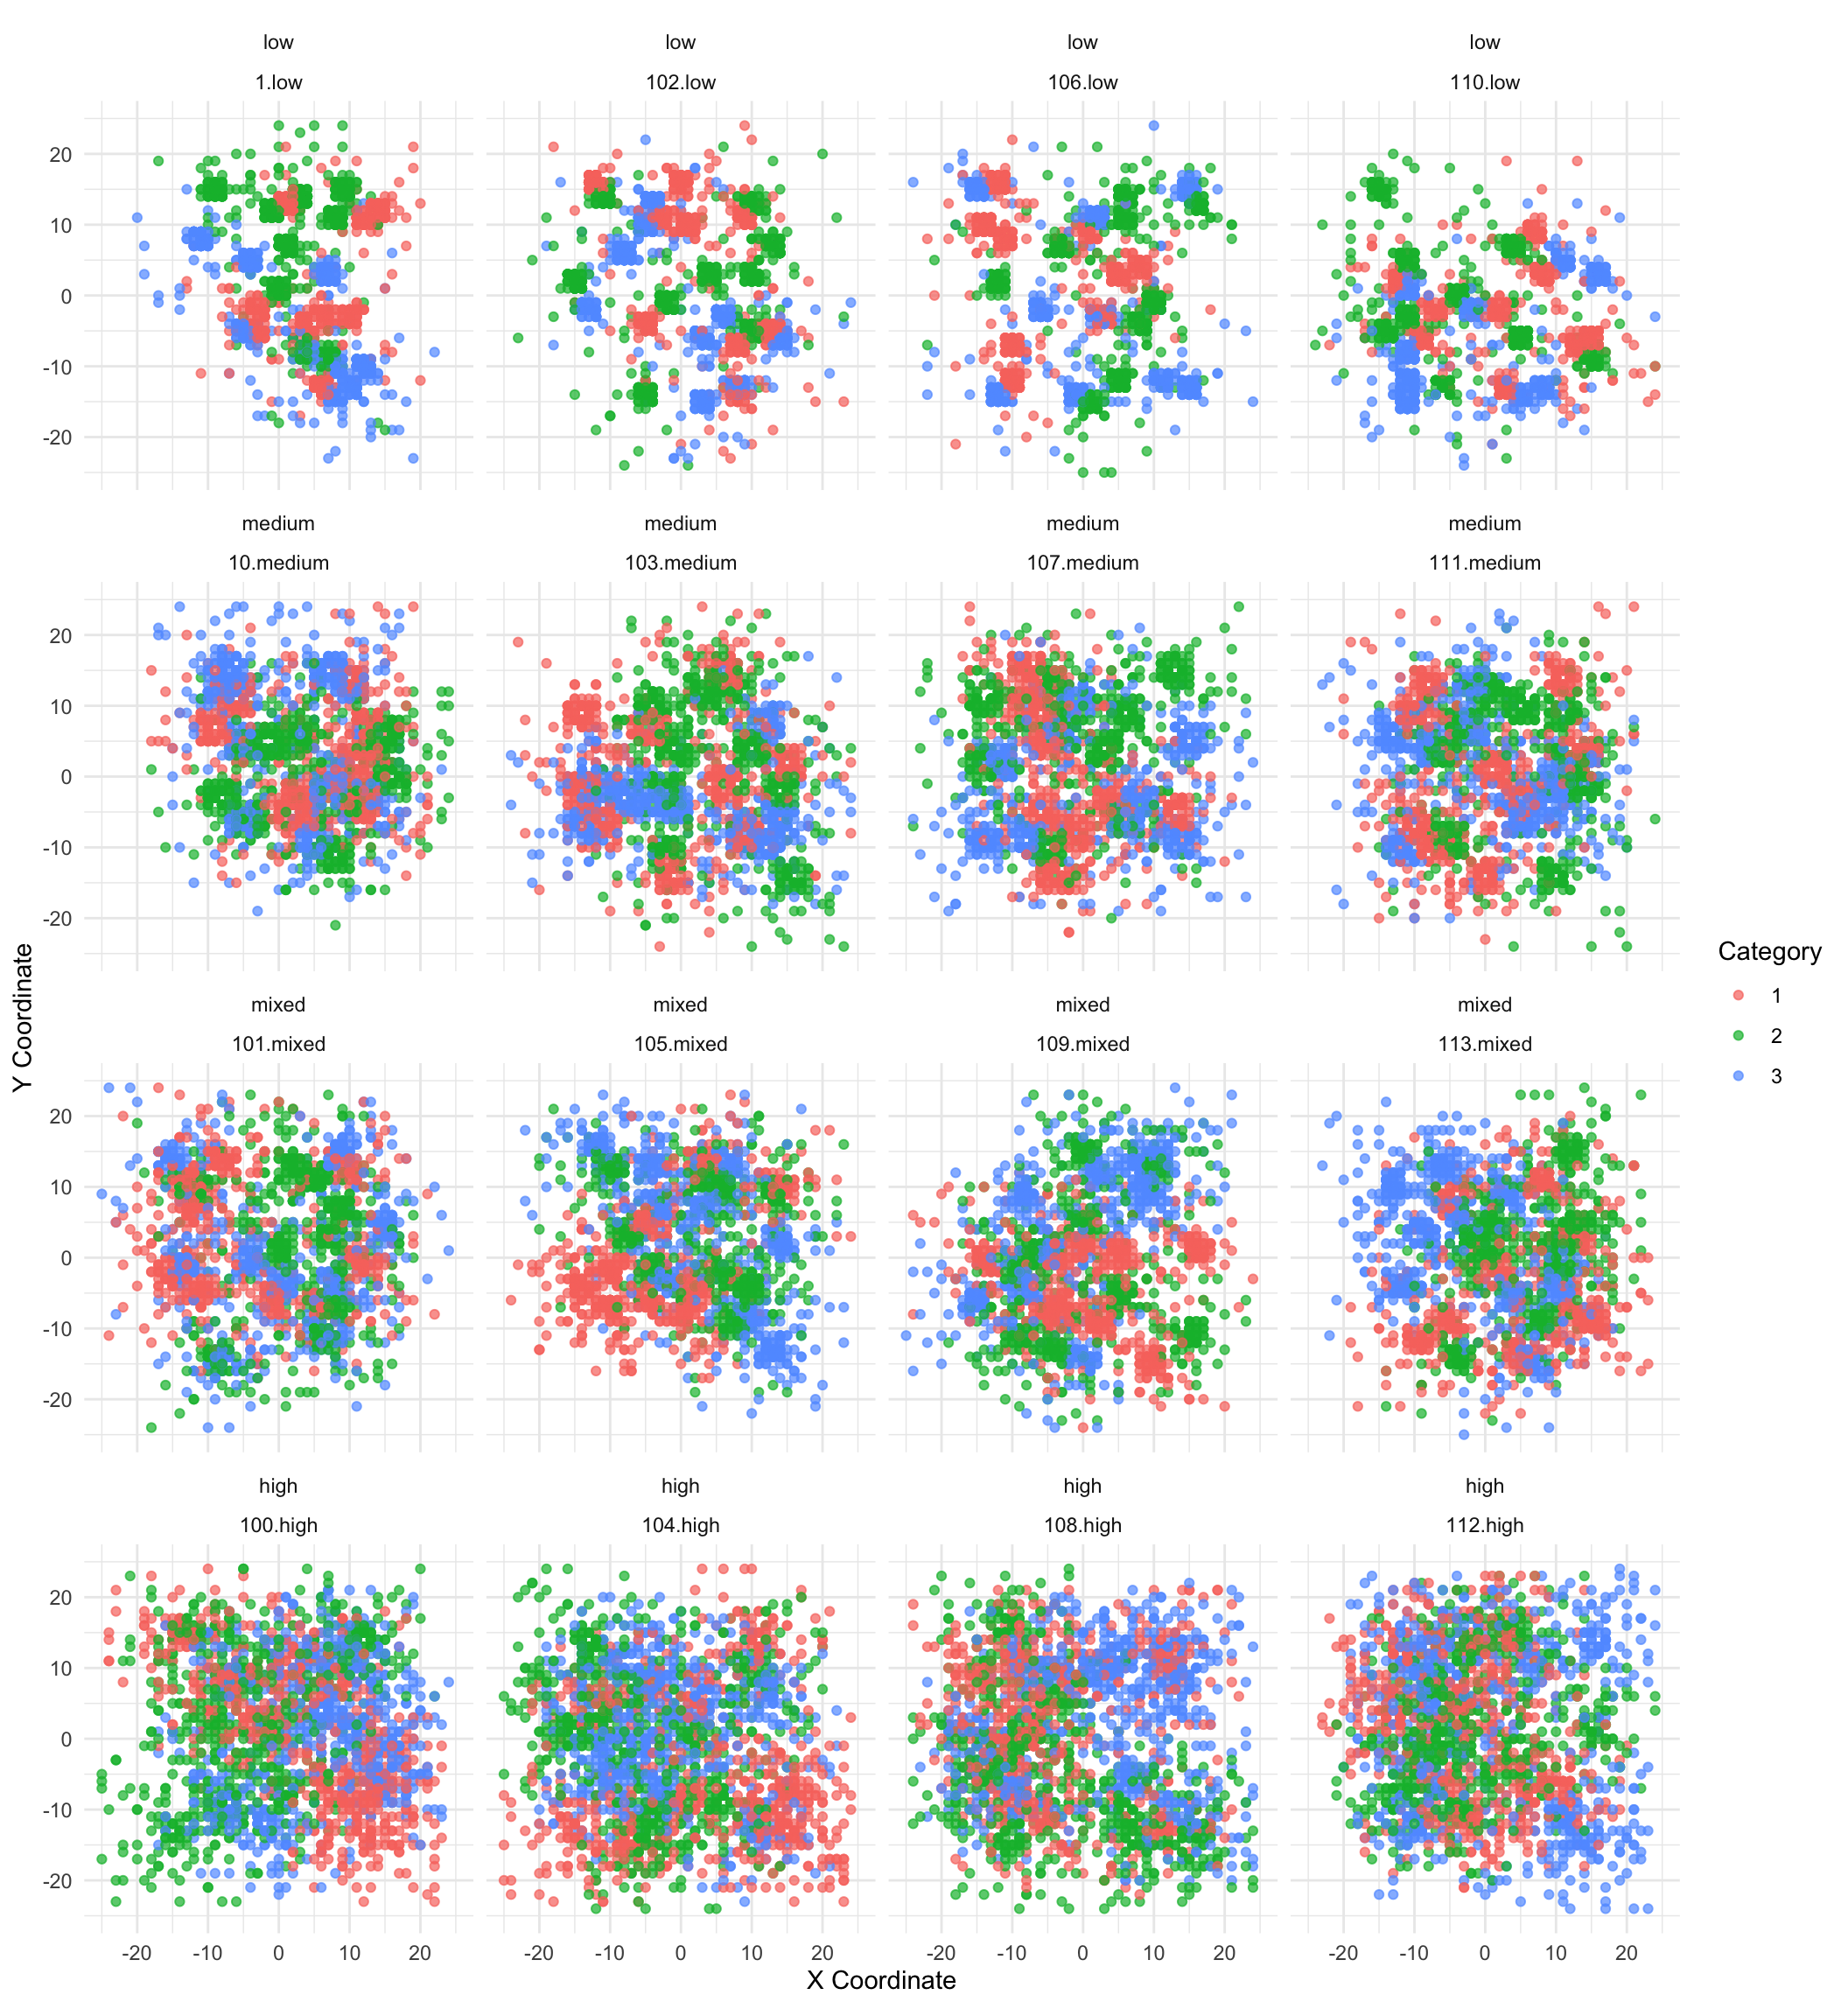 low
low
low
low
1.low
102.low
106.low
110.low
20
10
0
-10
-20
medium
medium
medium
medium
10.medium
103.medium
107.medium
111.medium
20
10
0
-10
-20
Y Coordinate
Category
1
2
3
mixed
mixed
mixed
mixed
101.mixed
105.mixed
109.mixed
113.mixed
20
10
0
-10
-20
high
high
high
high
100.high
104.high
108.high
112.high
20
10
0
-10
-20
-20 -10 0 10 20
-20 -10 0 10 20
-20 -10 0 10 20
-20 -10 0 10 20
X Coordinate